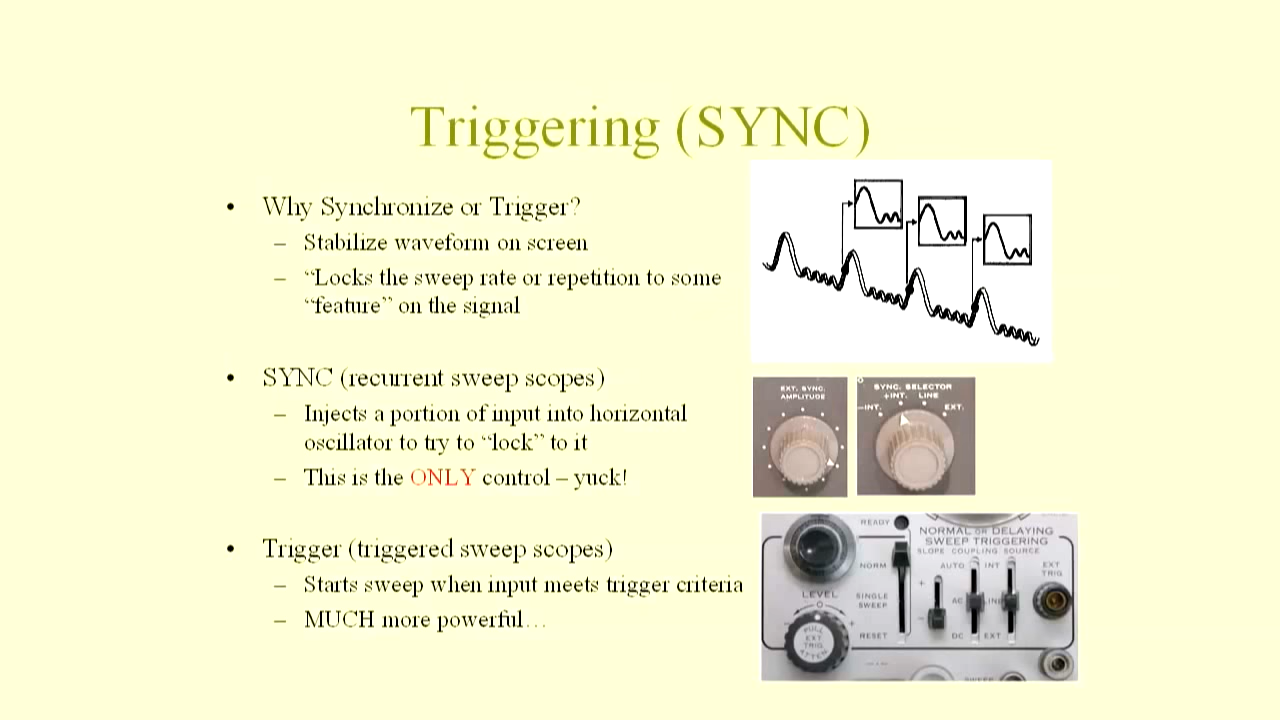 Triggering (SYNC)
• Why Synchronize or Trigger?
– Stabilize waveform on screen
– “Locks the sweep rate or repetition to some
“feature” on the signal
• SYNC (recurrent sweep scopes)
– Injects a portion of input into horizontal
oscillator to try to “lock” to it
– This is the ONLY control – yuck!
• Trigger (triggered sweep scopes)
– Starts sweep when input meets trigger criteria
– MUCH more powerful…
EXT. SYNC.
AMPLITUDE
SYNC. SELECTOR
+INT. LINE
-INT. EXT.
READY
NORMAL OR DELAYING
SWEEP TRIGGERING
SLOPE COUPLING SOURCE
NORM
AUTO INT
EXT
TRIG
+
LEVEL
SINGLE
SWEEP
AC LINE
- 0 +
-
RESET
DC EXT
PULL
EXT
TRIG
ATTEN